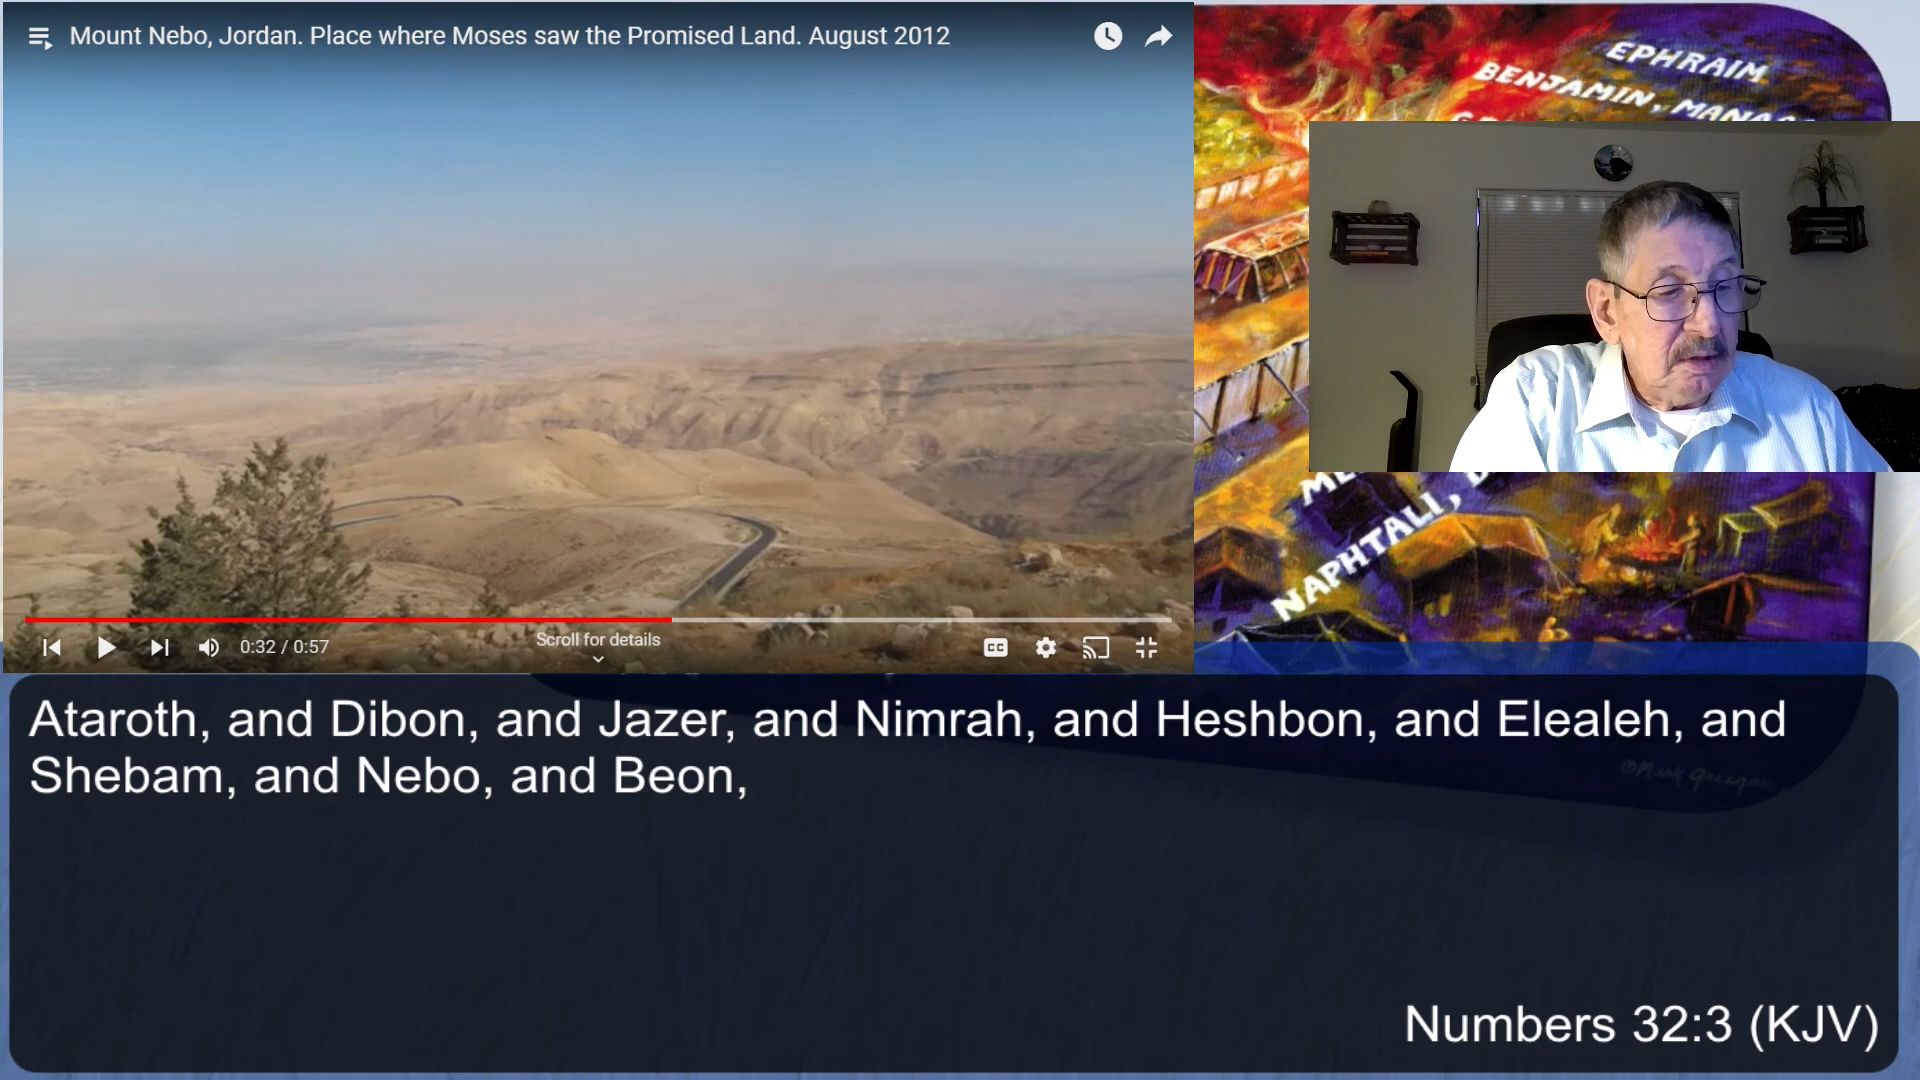 Mount Nebo, Jordan. Place where Moses saw the Promised Land. August 2012
EPHRAIM
BENJAMIN,
NAPHTALI,
0:32 / 0:57
Scroll for details
CC
Ataroth, and Dibon, and Jazer, and Nimrah, and Heshbon, and Elealeh, and
Shebam, and Nebo, and Beon,
Numbers 32:3 (KJV)